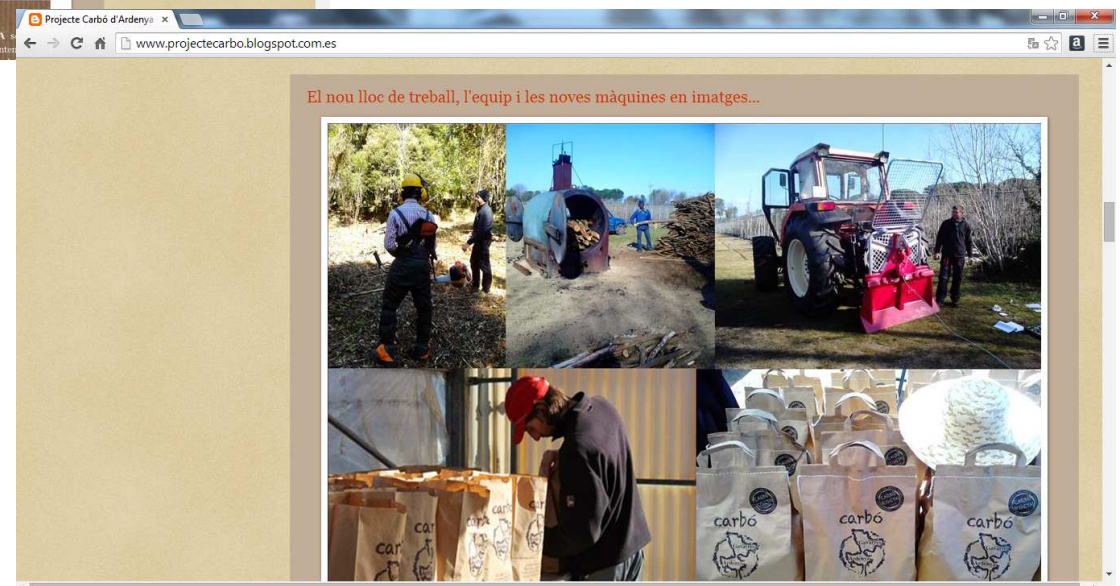 Projecte Carbó d'Ardenya
www.projectecarbo.blogspot.com.es
El nou lloc de treball, l'equip i les noves màquines en imatges...
carbó
carbó
carbó